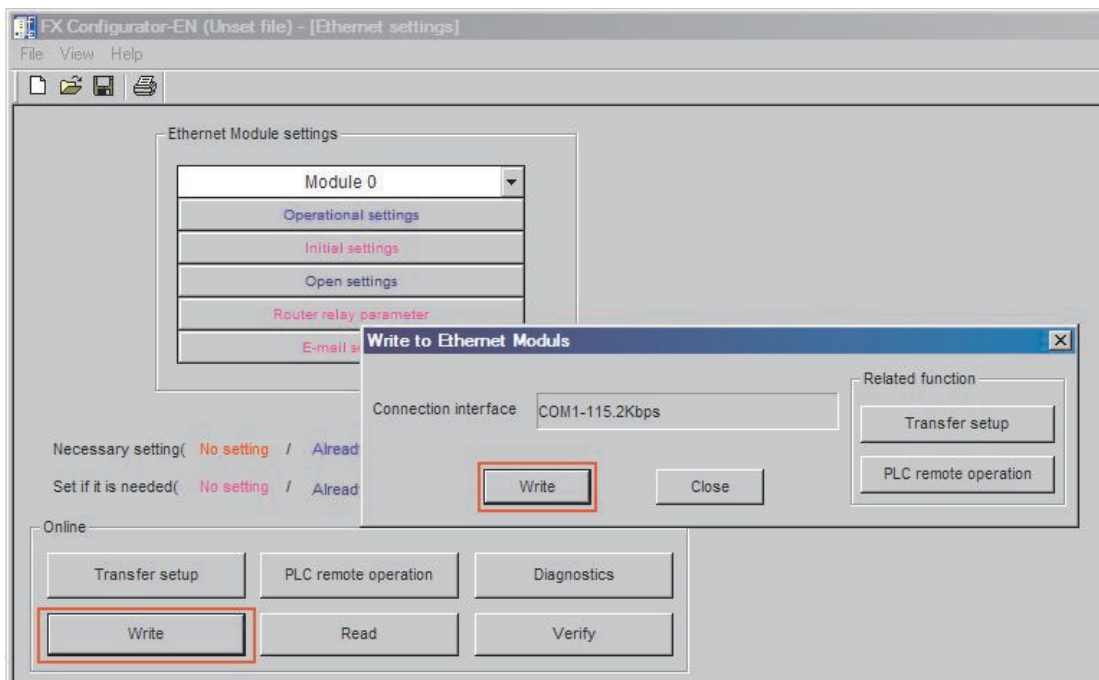 FX Configurator-EN (Unset file) - [Ethernet settings]
File View Help
Ethernet Module settings
Module 0
Operational settings
Initial settings
Open settings
Router relay parameter
E-mail s
Write to Ethernet Moduls
Connection interface COM1-115.2Kbps
Write Close
Related function
Transfer setup
PLC remote operation
Necessary setting( No setting / Alread
Set if it is needed( No setting / Alread
Online
Transfer setup PLC remote operation Diagnostics
Write Read Verify